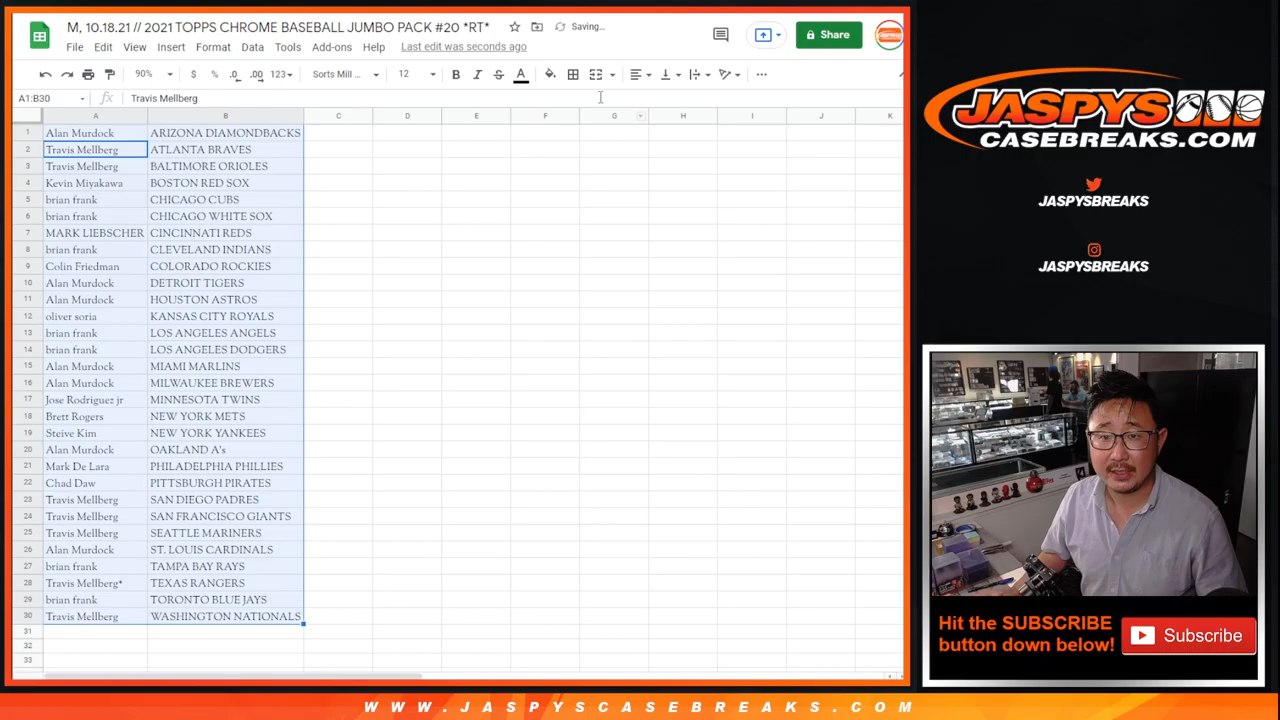 M, 10.18.21 // 2021 TOPPS CHROME BASEBALL JUMBO PACK #20 *RT*
Saving...
File Edit View Insert Format Data Tools Add-ons Help Last edit was seconds ago
Share
90% $ % .0 .00 123 Sorts Mill ... 12 B I S A
A1:B30 fx Travis Mellberg
A B C D E F G H I J K
1 Alan Murdock ARIZONA DIAMONDBACKS
2 Travis Mellberg ATLANTA BRAVES
3 Travis Mellberg BALTIMORE ORIOLES
4 Kevin Miyakawa BOSTON RED SOX
5 brian frank CHICAGO CUBS
6 brian frank CHICAGO WHITE SOX
7 MARK LIEBSCHER CINCINNATI REDS
8 brian frank CLEVELAND INDIANS
9 Colin Friedman COLORADO ROCKIES
10 Alan Murdock DETROIT TIGERS
11 Alan Murdock HOUSTON ASTROS
12 oliver soria KANSAS CITY ROYALS
13 brian frank LOS ANGELES ANGELS
14 brian frank LOS ANGELES DODGERS
15 Alan Murdock MIAMI MARLINS
16 Alan Murdock MILWAUKEE BREWERS
17 Jose Rodriguez jr MINNESOTA TWINS
18 Brett Rogers NEW YORK METS
19 Steive Kim NEW YORK YANKEES
20 Alan Murdock OAKLAND A's
21 Mark De Lara PHILADELPHIA PHILLIES
22 Chad Daw PITTSBURGH PIRATES
23 Travis Mellberg SAN DIEGO PADRES
24 Travis Mellberg SAN FRANCISCO GIANTS
25 Travis Mellberg SEATTLE MARINERS
26 Alan Murdock ST. LOUIS CARDINALS
27 brian frank TAMPA BAY RAYS
28 Travis Mellberg* TEXAS RANGERS
29 brian frank TORONTO BLUE JAYS
30 Travis Mellberg WASHINGTON NATIONALS
31
32
33
JASPYS
CASEBREAKS.COM
JASPYSBREAKS
JASPYSBREAKS
Hit the SUBSCRIBE
button down below!
Subscribe
WWW.JASPYSCASEBREAKS.COM